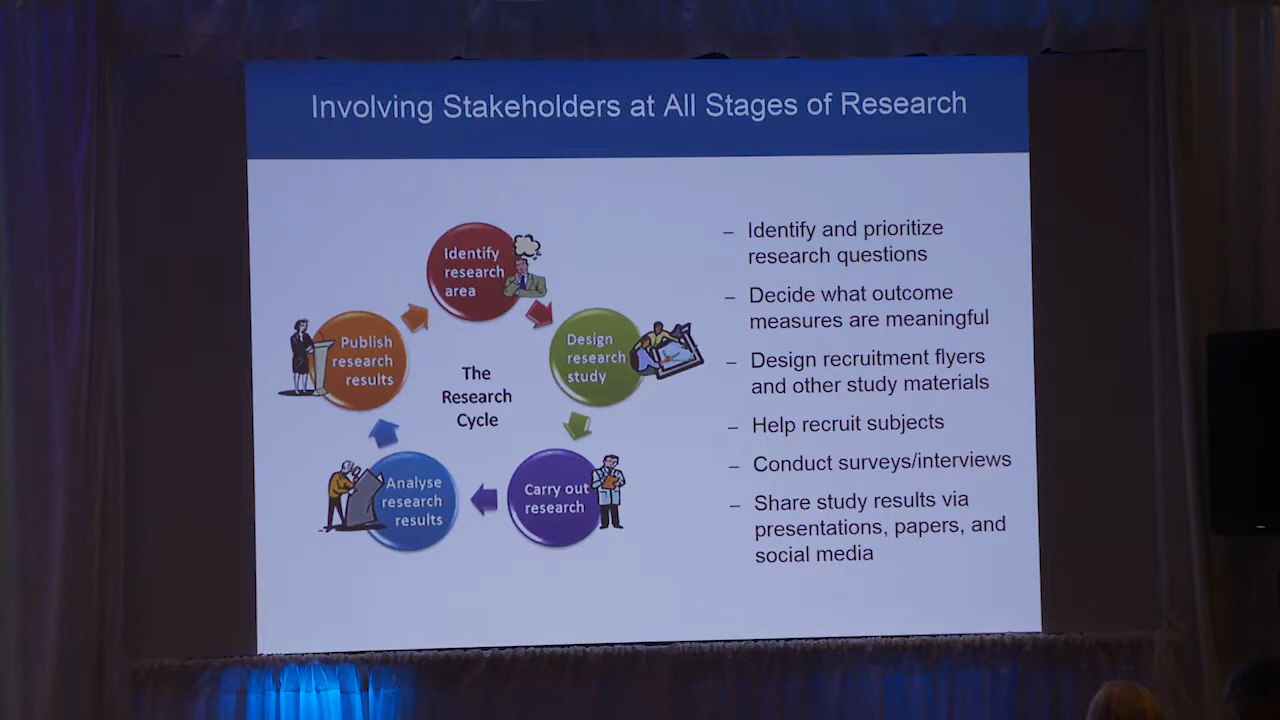 Involving Stakeholders at All Stages of Research
Identify
research
area
Design
research
study
Carry out
research
Analyse
research
results
Publish
research
results
The
Research
Cycle
– Identify and prioritize
research questions
– Decide what outcome
measures are meaningful
– Design recruitment flyers
and other study materials
– Help recruit subjects
– Conduct surveys/interviews
– Share study results via
presentations, papers, and
social media